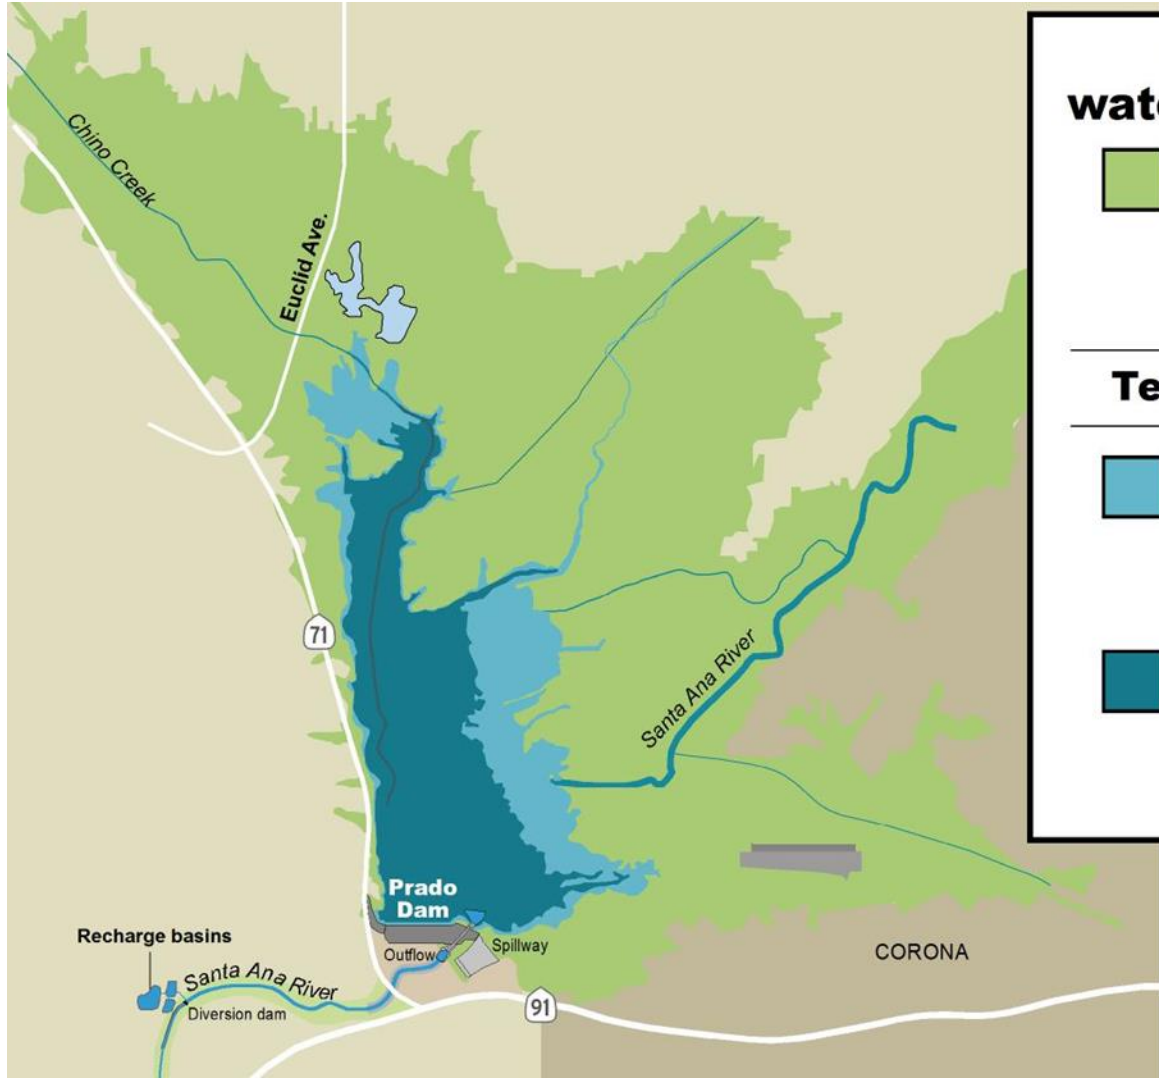 wate
Chino Creek
Euclid Ave.
Te
71
Santa Ana River
Prado
Dam
Recharge basins
Spillway
Outflow
CORONA
Santa Ana River
Diversion dam
91